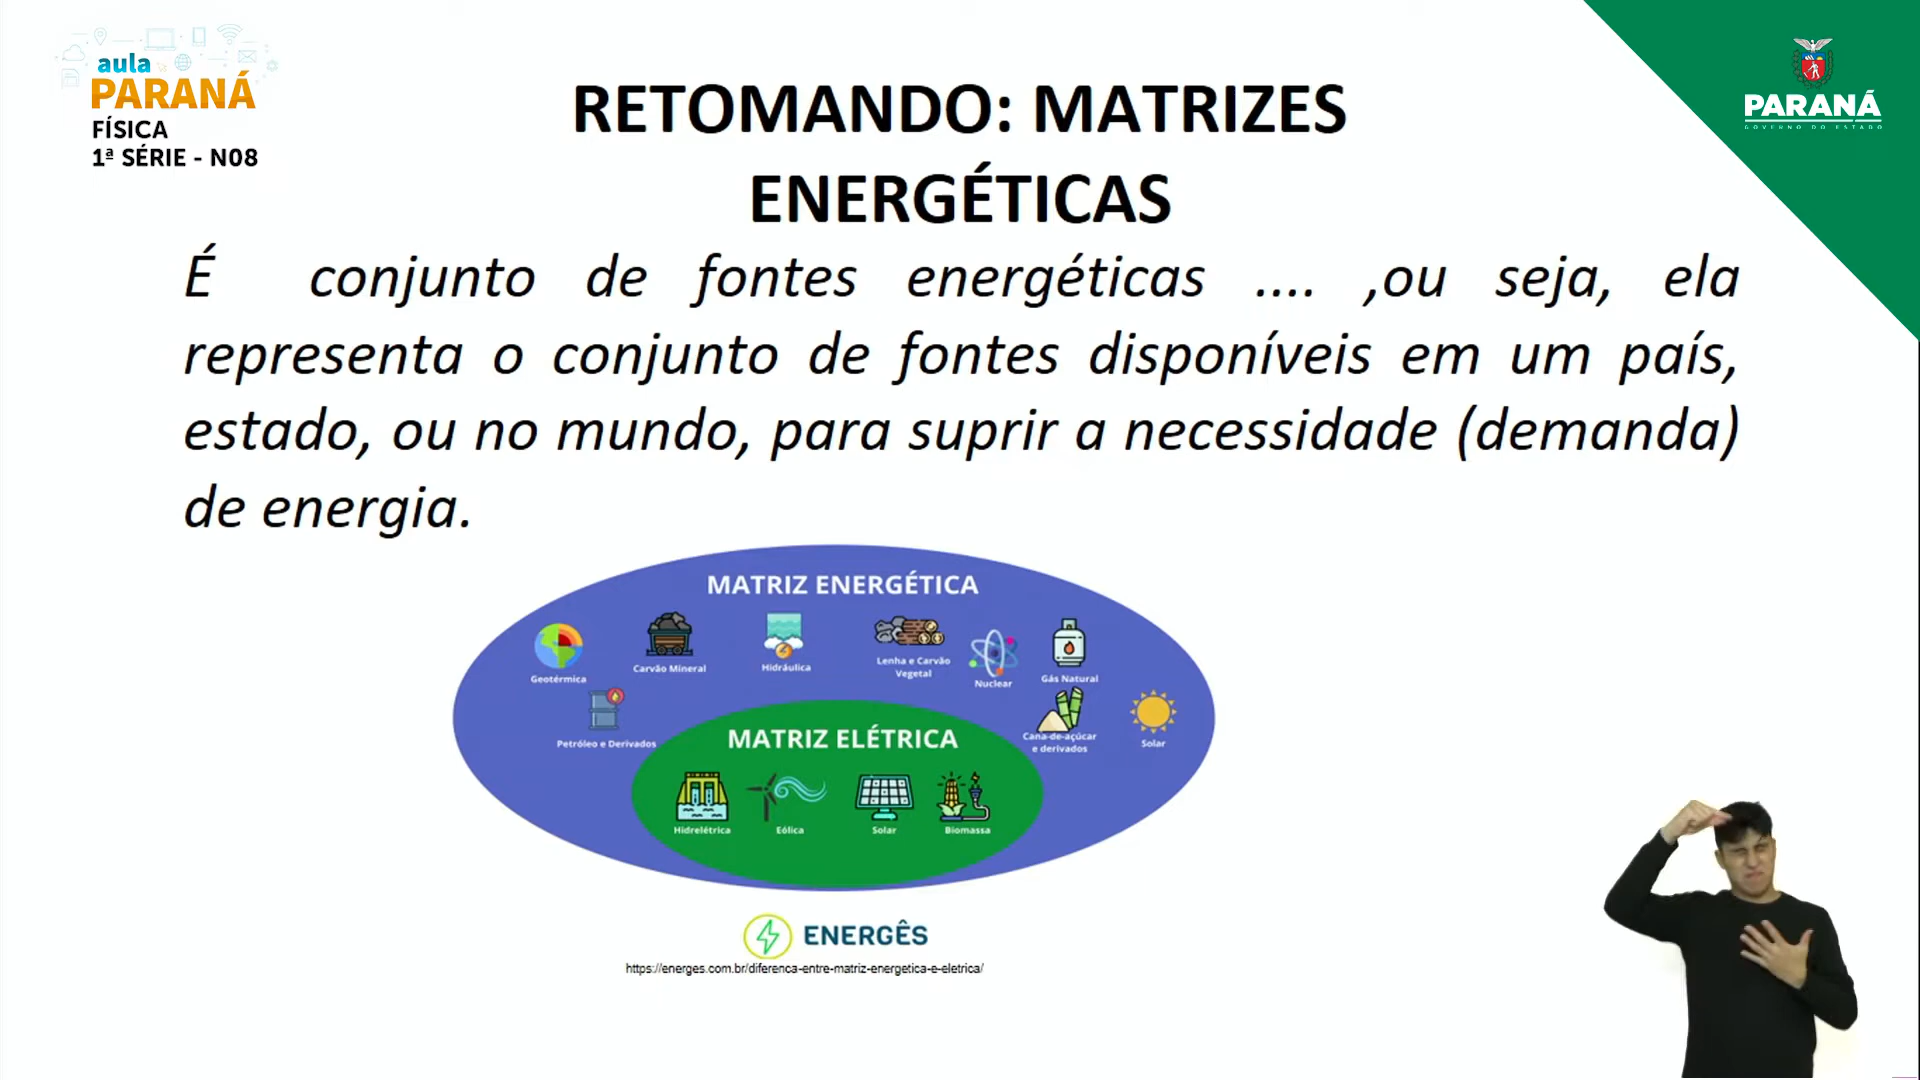 aula
PARANÁ
FÍSICA
1ª SÉRIE - N08
PARANÁ
GOVERNO DO ESTADO
RETOMANDO: MATRIZES
ENERGÉTICAS
É conjunto de fontes energéticas .... ,ou seja, ela
representa o conjunto de fontes disponíveis em um país,
estado, ou no mundo, para suprir a necessidade (demanda)
de energia.
MATRIZ ENERGÉTICA
Geotérmica
Carvão Mineral
Hidráulica
Lenha e Carvão
Vegetal
Nuclear
Gás Natural
Petróleo e Derivados
Cana-de-açúcar
e derivados
Solar
MATRIZ ELÉTRICA
Hidrelétrica
Eólica
Solar
Biomassa
ENERGÊS
https://energes.com.br/diferenca-entre-matriz-energetica-e-eletrica/